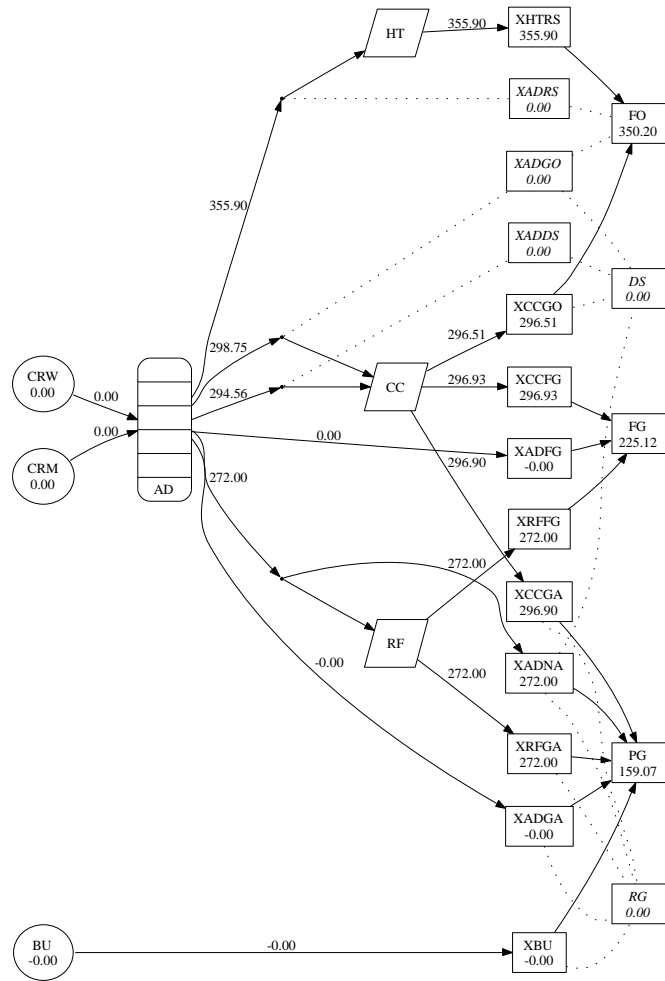 HT
355.90
XHTRS
355.90
XADRS
0.00
FO
350.20
XADGO
0.00
355.90
XADDS
0.00
DS
0.00
XCCGO
296.51
298.75
296.51
CRW
0.00
0.00
294.56
CC
296.93
XCCFG
296.93
FG
225.12
0.00
0.00
XADFG
-0.00
CRM
0.00
296.90
272.00
AD
XRFFG
272.00
272.00
XCCGA
296.90
RF
-0.00
272.00
XADNA
272.00
XRFGA
272.00
PG
159.07
XADGA
-0.00
RG
0.00
BU
-0.00
-0.00
XBU
-0.00